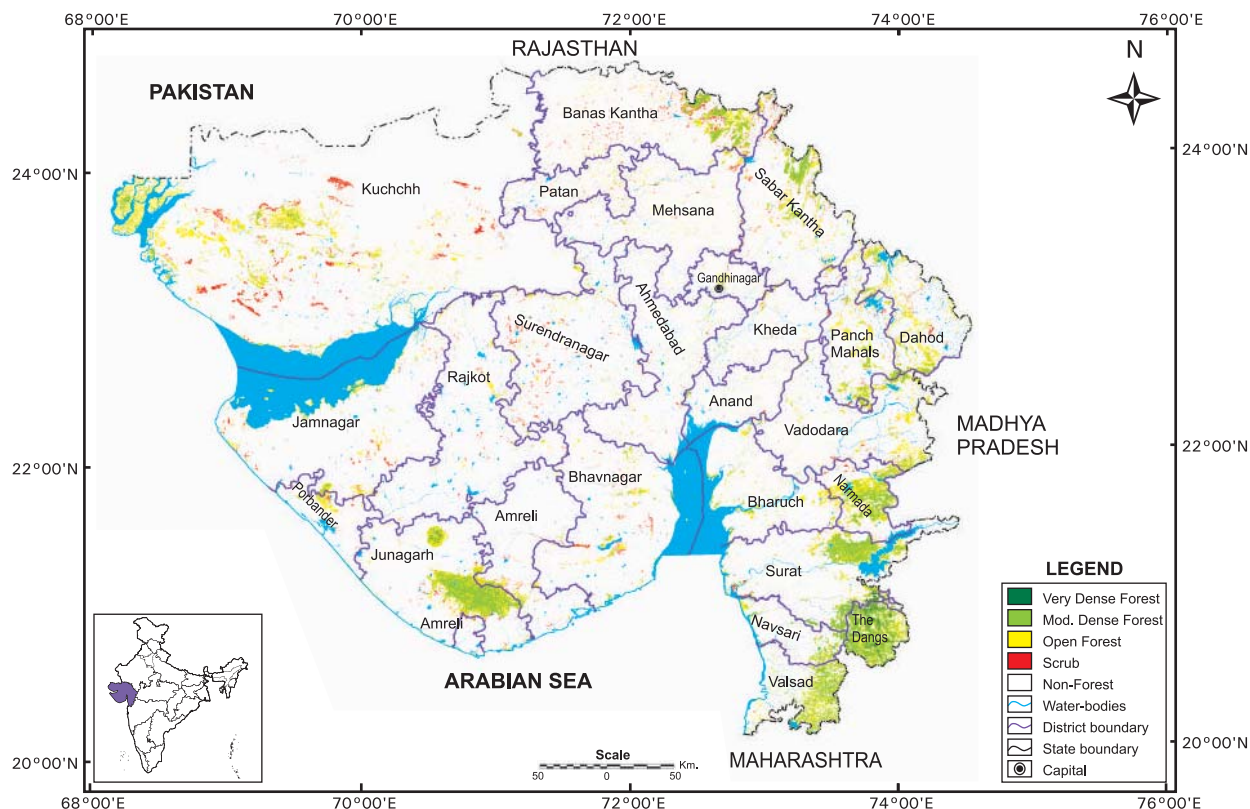 68°00'E 70°00'E 72°00'E 74°00'E 76°00'E
RAJASTHAN
N
PAKISTAN
Banas Kantha
24°00'N
24°00'N
Kuchchh
Patan
Sabar Kantha
Mehsana
Gandhinagar
Ahmedabad
Surendranagar
Kheda
Panch
Mahals
Dahod
Rajkot
Anand
Jamnagar
Vadodara
MADHYA
PRADESH
22°00'N
22°00'N
Bhavnagar
Narmada
Porbander
Bharuch
Amreli
Junagarh
Surat
LEGEND
Very Dense Forest
Mod. Dense Forest
Open Forest
Scrub
Non-Forest
Water-bodies
District boundary
State boundary
Capital
The
Dangs
Navsari
Amreli
Valsad
ARABIAN SEA
MAHARASHTRA
Scale
Km.
50 0 50
20°00'N
20°00'N
68°00'E 70°00'E 72°00'E 74°00'E 76°00'E